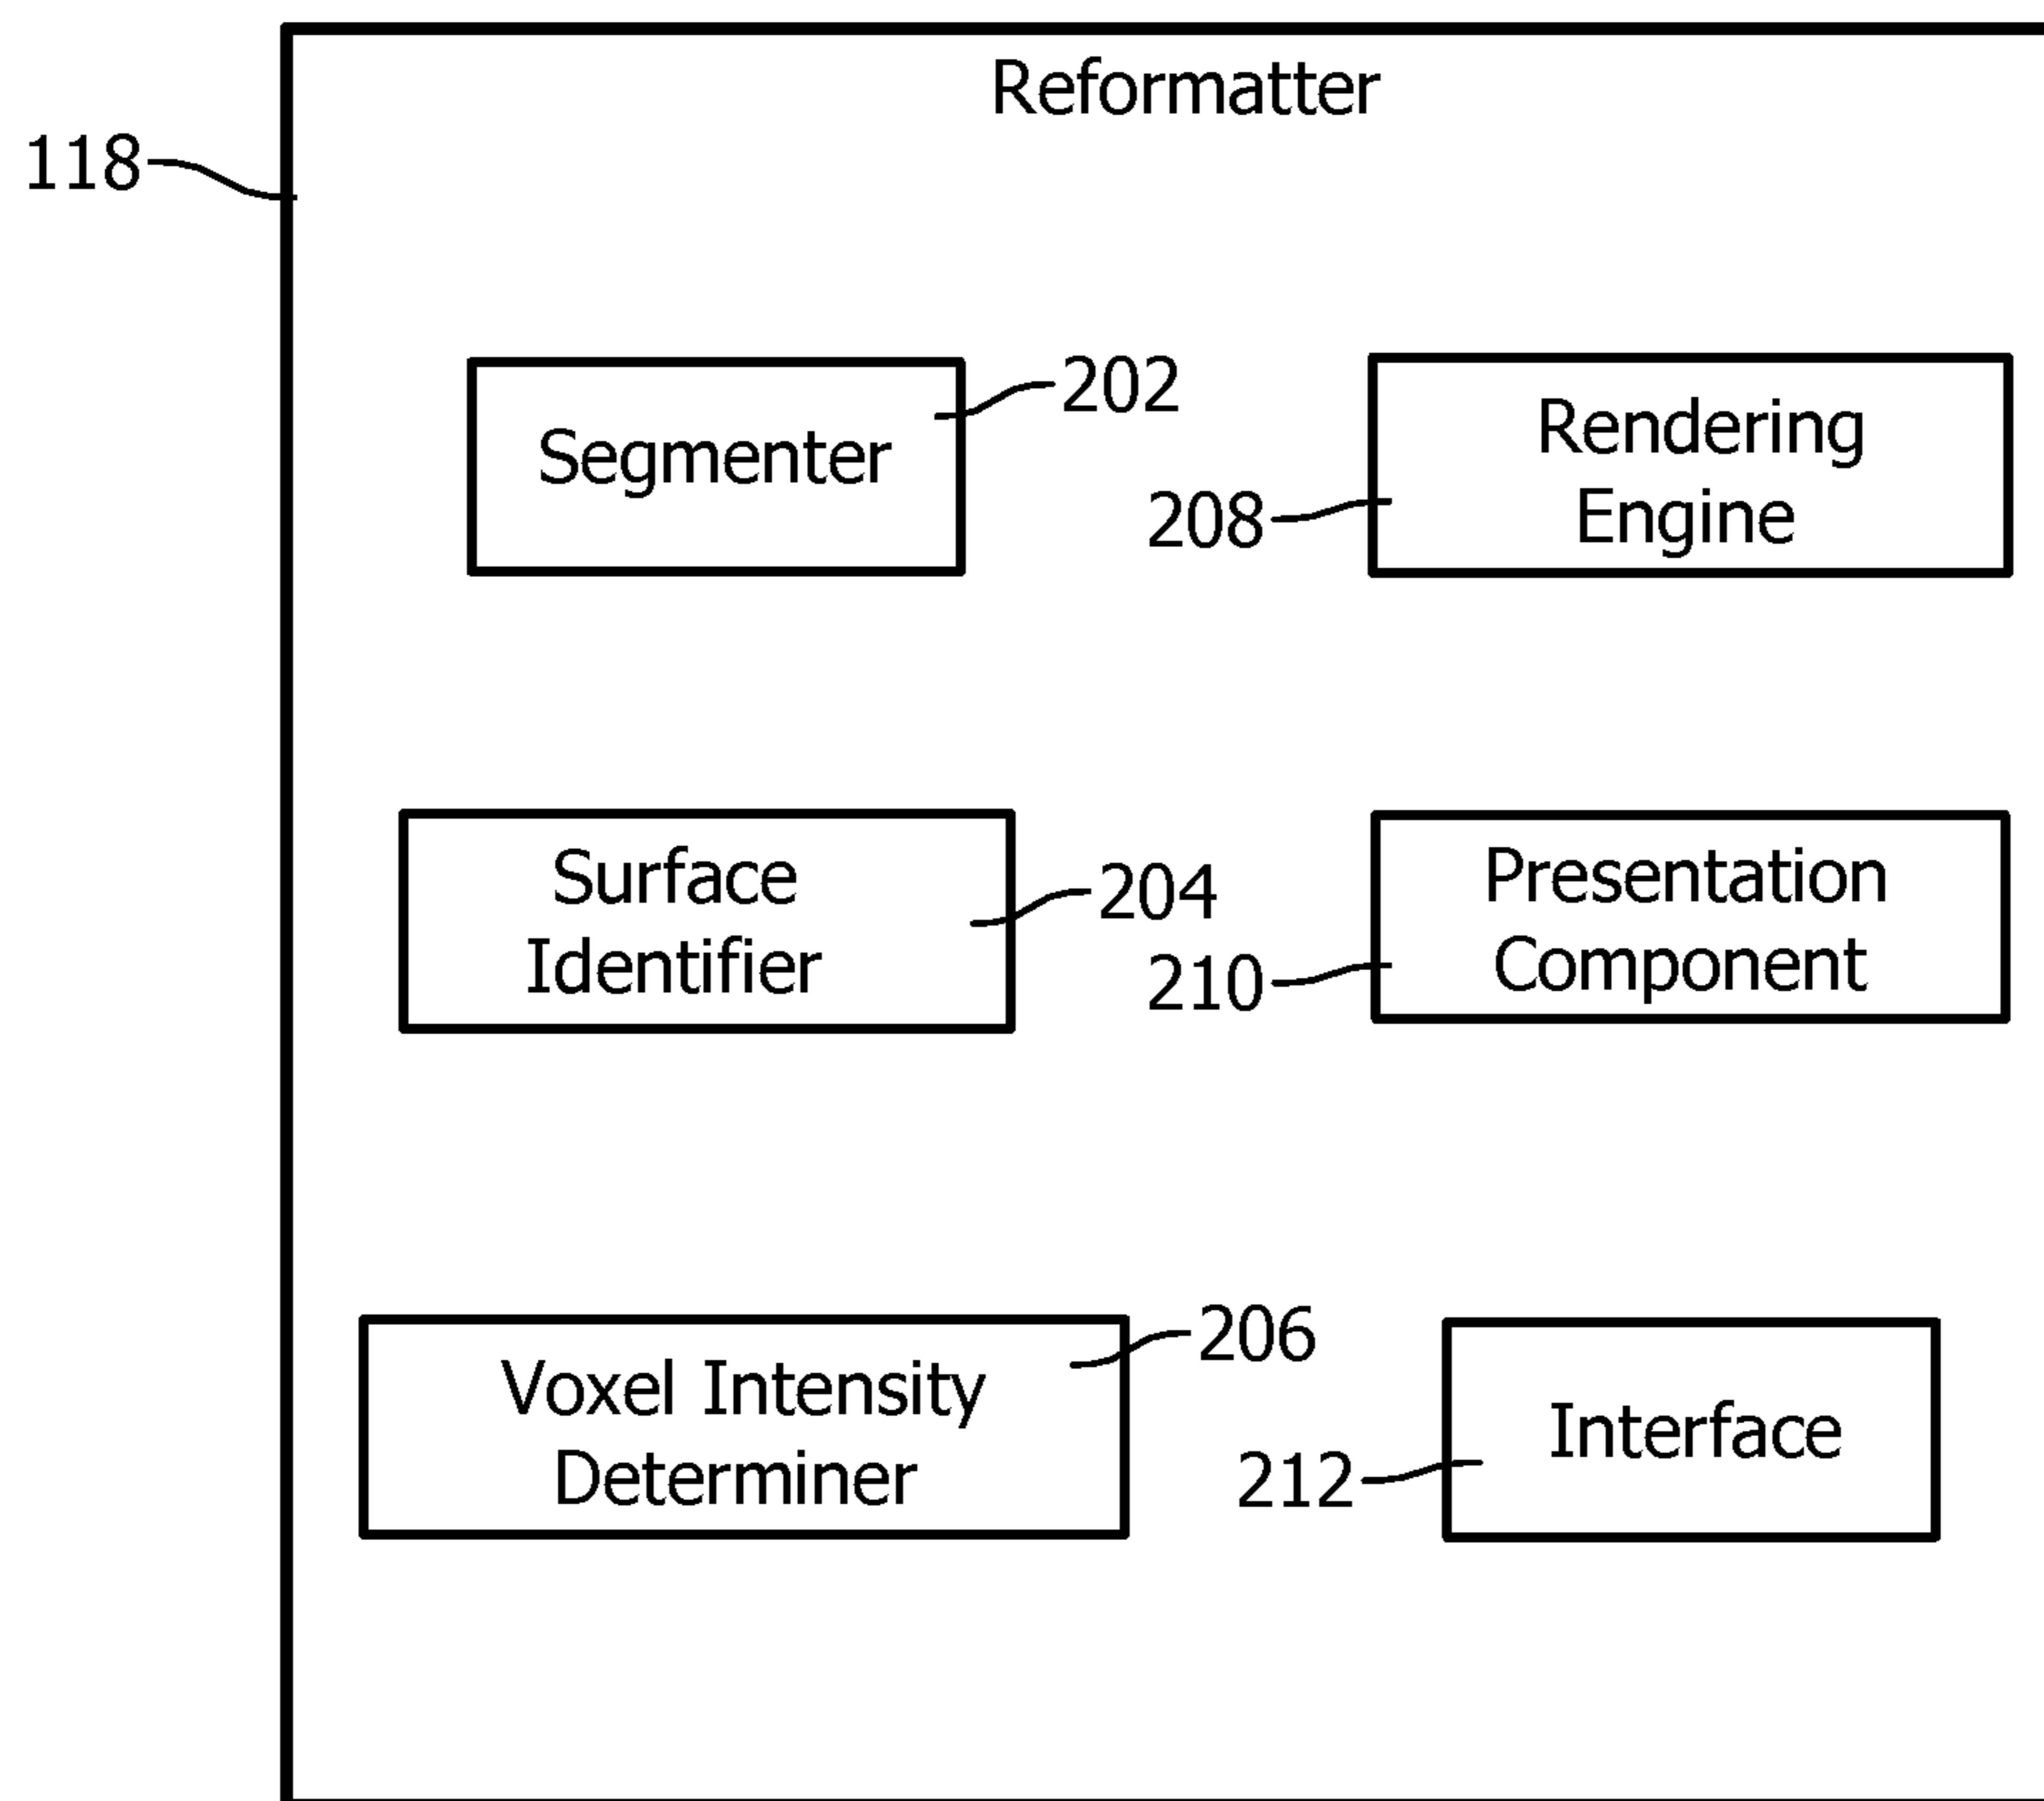 Reformatter
118
Segmenter
202
Rendering
Engine
208
Surface
Identifier
204
Presentation
Component
210
Voxel Intensity
Determiner
206
Interface
212